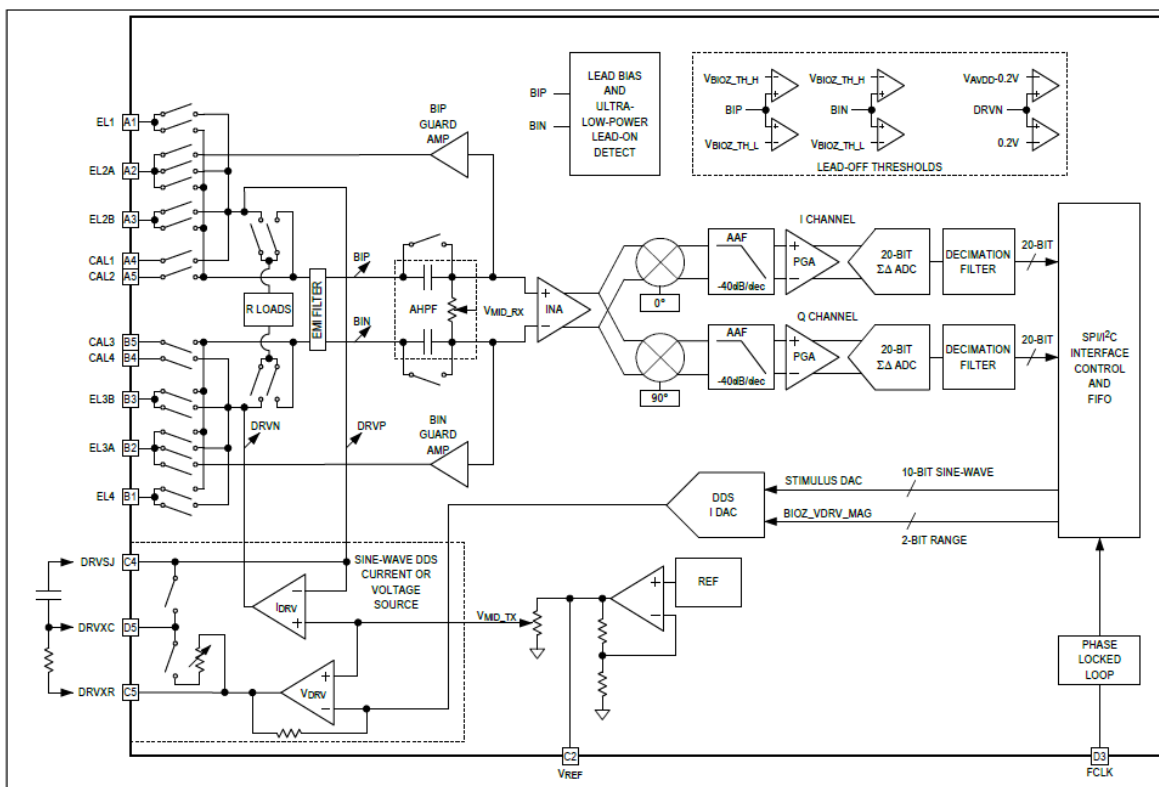 LEAD BIAS
AND
ULTRA-
LOW-POWER
LEAD-ON
DETECT
BIP
BIN
VBIOZ_TH_H
BIP
VBIOZ_TH_L
VBIOZ_TH_H
BIN
VBIOZ_TH_L
VAVDD-0.2V
DRVN
0.2V
LEAD-OFF THRESHOLDS
EL1 A1
EL2A A2
EL2B A3
CAL1 A4
CAL2 A5
CAL3 B5
CAL4 B4
EL3B B3
EL3A B2
EL4 B1
BIP
GUARD
AMP
R LOADS
EMI FILTER
BIP
BIN
AHPF
VMID_RX
+
INA
−
DRVN
DRVP
BIN
GUARD
AMP
0°
90°
I CHANNEL
AAF
-40dB/dec
+
PGA
−
20-BIT
ΣΔ ADC
DECIMATION
FILTER
20-BIT
Q CHANNEL
AAF
-40dB/dec
+
PGA
−
20-BIT
ΣΔ ADC
DECIMATION
FILTER
20-BIT
SPI/I²C
INTERFACE
CONTROL
AND
FIFO
DDS
I DAC
STIMULUS DAC
10-BIT SINE-WAVE
BIOZ_VDRV_MAG
2-BIT RANGE
DRVSJ C4
DRVXC D5
DRVXR C5
SINE-WAVE DDS
CURRENT OR
VOLTAGE
SOURCE
−
IDRV
+
+
VDRV
−
VMID_TX
+
−
REF
PHASE
LOCKED
LOOP
C2
VREF
D3
FCLK